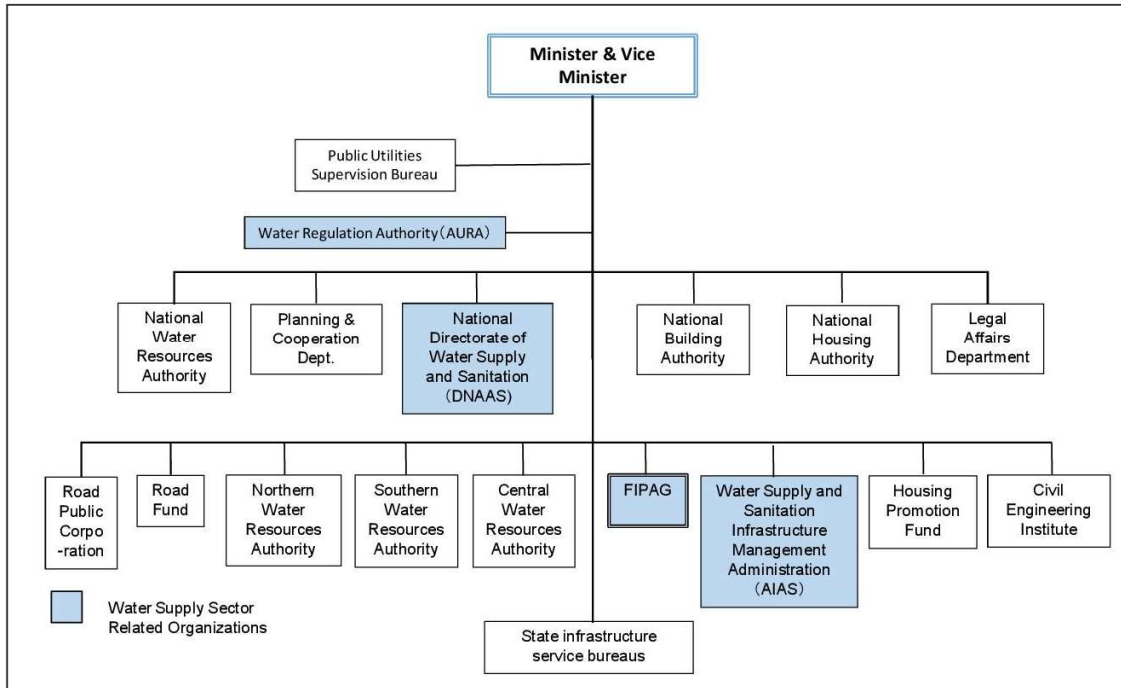 Minister & Vice
Minister
Public Utilities
Supervision Bureau
Water Regulation Authority(AURA)
National
Water
Resources
Authority
Planning &
Cooperation
Dept.
National
Directorate of
Water Supply
and Sanitation
(DNAAS)
National
Building
Authority
National
Housing
Authority
Legal
Affairs
Department
Road
Public
Corpo
-ration
Road
Fund
Northern
Water
Resources
Authority
Southern
Water
Resources
Authority
Central
Water
Resources
Authority
FIPAG
Water Supply and
Sanitation
Infrastructure
Management
Administration
(AIAS)
Housing
Promotion
Fund
Civil
Engineering
Institute
Water Supply Sector
Related Organizations
State infrastructure
service bureaus